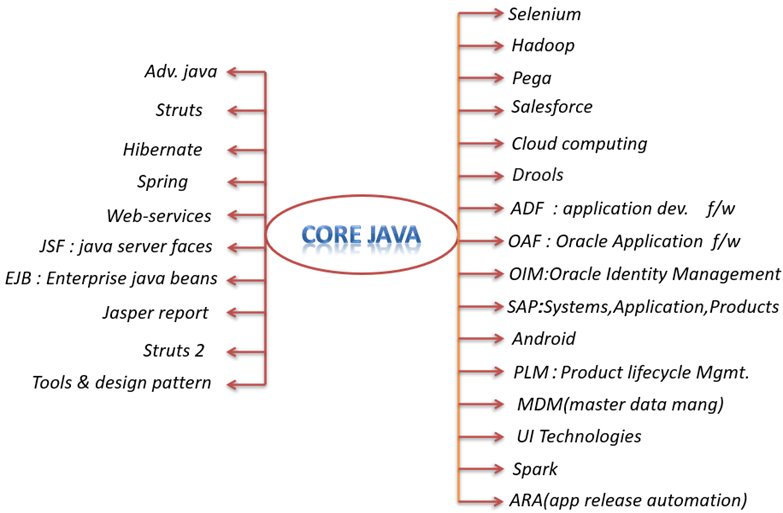 Adv. java
Struts
Hibernate
Spring
Web-services
JSF : java server faces
EJB : Enterprise java beans
Jasper report
Struts 2
Tools & design pattern
CORE JAVA
Selenium
Hadoop
Pega
Salesforce
Cloud computing
Drools
ADF : application dev. f/w
OAF : Oracle Application f/w
OIM:Oracle Identity Management
SAP:Systems,Application,Products
Android
PLM : Product lifecycle Mgmt.
MDM(master data mang)
UI Technologies
Spark
ARA(app release automation)